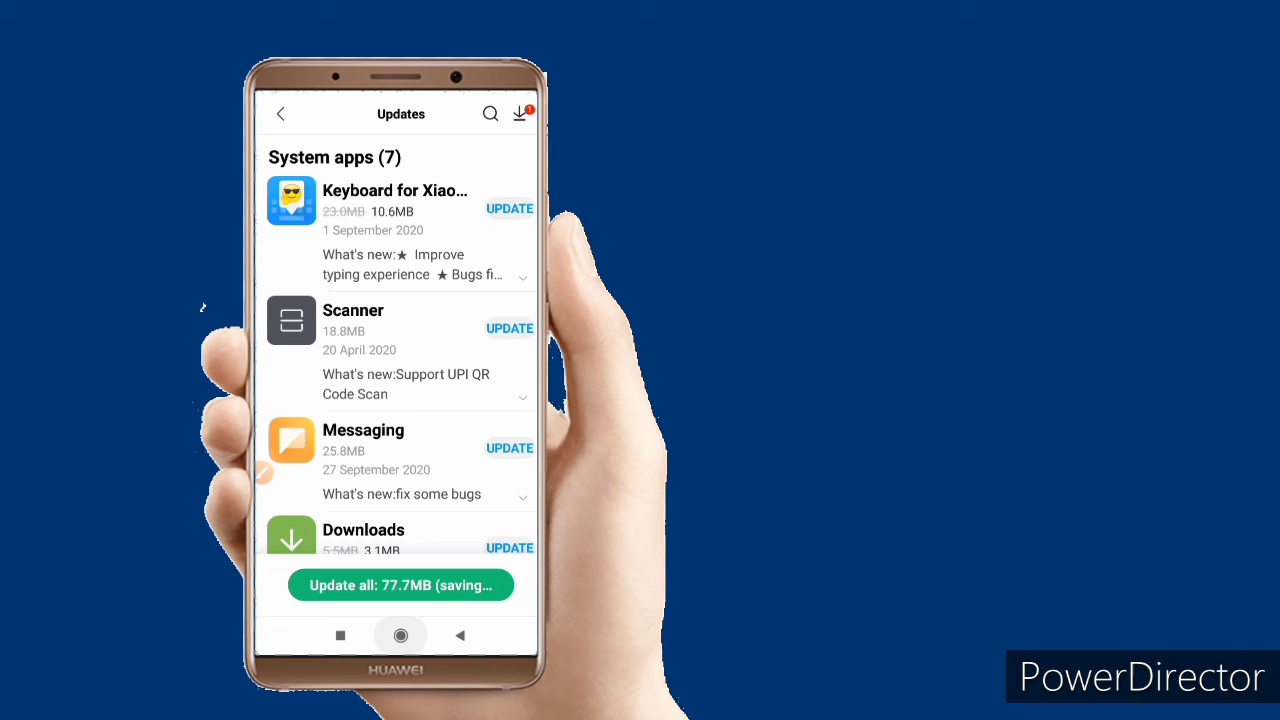 Updates
1
System apps (7)
Keyboard for Xiao...
23.0MB 10.6MB
UPDATE
1 September 2020
What's new:★ Improve
typing experience ★ Bugs fi...
Scanner
18.8MB
UPDATE
20 April 2020
What's new:Support UPI QR
Code Scan
Messaging
25.8MB
UPDATE
27 September 2020
What's new:fix some bugs
Downloads
5.5MB 3.1MB
UPDATE
Update all: 77.7MB (saving...
HUAWEI
PowerDirector